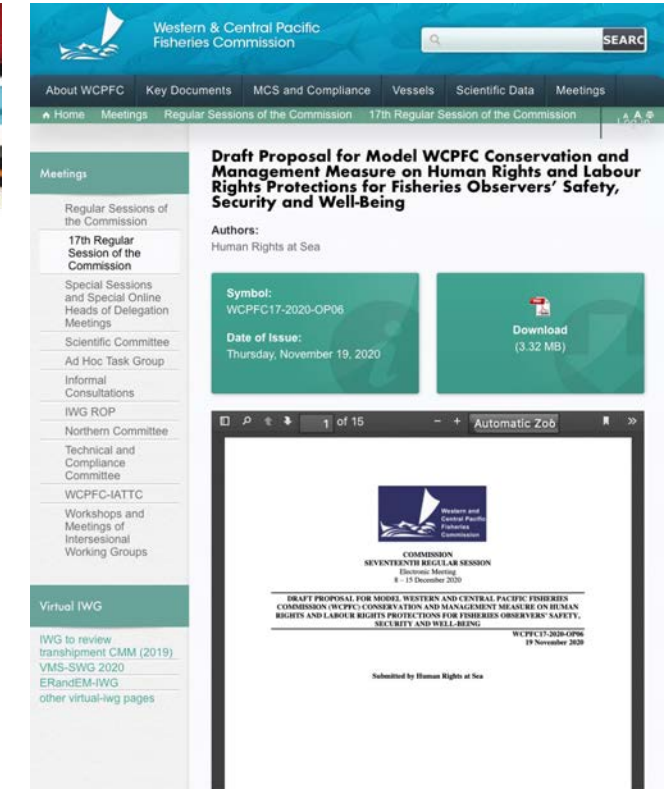 Western & Central Pacific
Fisheries Commission
SEARC
About WCPFC Key Documents MCS and Compliance Vessels Scientific Data Meetings
Home Meetings Regular Sessions of the Commission 17th Regular Session of the Commission
A A
Meetings
Regular Sessions of
the Commission
17th Regular
Session of the
Commission
Special Sessions
and Special Online
Heads of Delegation
Meetings
Scientific Committee
Ad Hoc Task Group
Informal
Consultations
IWG ROP
Northern Committee
Technical and
Compliance
Committee
WCPFC-IATTC
Workshops and
Meetings of
Intersesional
Working Groups
Virtual IWG
IWG to review
transhipment CMM (2019)
VMS-SWG 2020
ERandEM-IWG
other virtual-iwg pages
Draft Proposal for Model WCPFC Conservation and
Management Measure on Human Rights and Labour
Rights Protections for Fisheries Observers' Safety,
Security and Well-Being
Authors:
Human Rights at Sea
Symbol:
WCPFC17-2020-OP06
Date of Issue:
Thursday, November 19, 2020
Download
(3.32 MB)
1 of 15 - + Automatic Zoo
Western and
Central Pacific
Fisheries
Commission
COMMISSION
SEVENTEENTH REGULAR SESSION
Electronic Meeting
8 – 15 December 2020
DRAFT PROPOSAL FOR MODEL WESTERN AND CENTRAL PACIFIC FISHERIES
COMMISSION (WCPFC) CONSERVATION AND MANAGEMENT MEASURE ON HUMAN
RIGHTS AND LABOUR RIGHTS PROTECTIONS FOR FISHERIES OBSERVERS' SAFETY,
SECURITY AND WELL-BEING
WCPFC17-2020-OP06
19 November 2020
Submitted by Human Rights at Sea